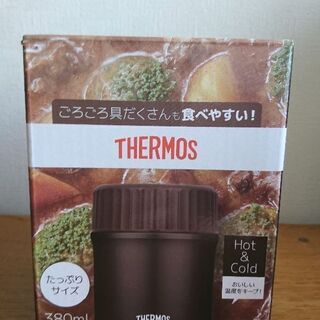 ごろごろ具だくさんも食べやすい!
THERMOS
Hot
&
Cold
おいしい
温度をキープ!
たっぷり
サイズ
380ml
THERMOS